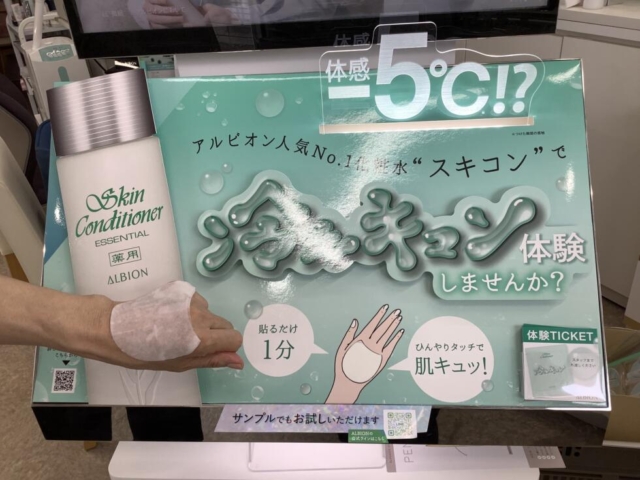 体感
体感
-5℃!?
アルビオン人気No.1化粧水“スキコン”で
冷んキュン
体験
しませんか?
Skin
Conditioner
ESSENTIAL
薬用
ALBION
貼るだけ
1分
ひんやりタッチで
肌キュッ!
体験TICKET
サンプルでもお試しいただけます